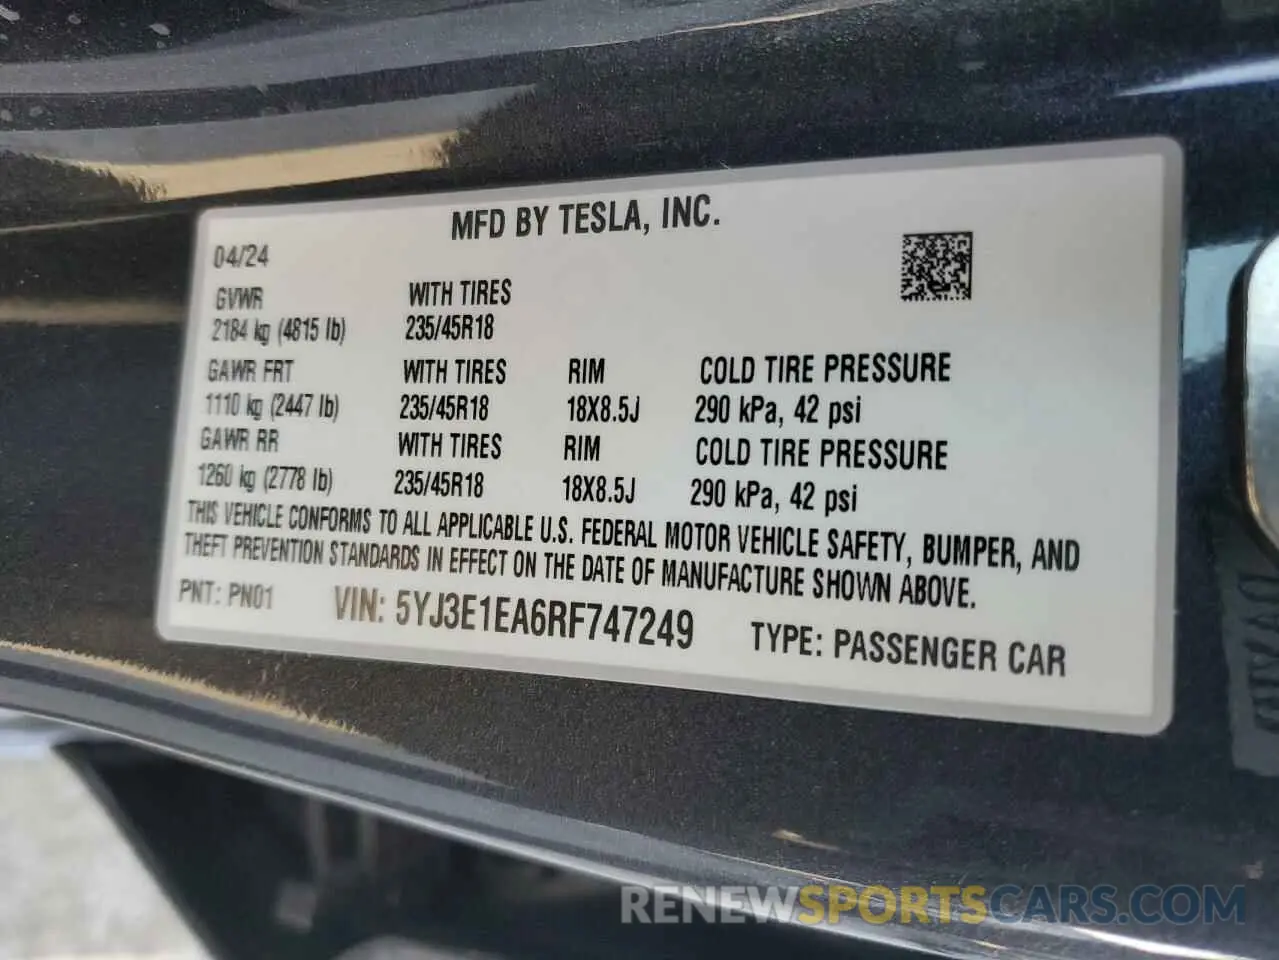 MFD BY TESLA, INC.
04/24
GVWR WITH TIRES
2184 kg (4815 lb) 235/45R18
GAWR FRT WITH TIRES RIM COLD TIRE PRESSURE
1110 kg (2447 lb) 235/45R18 18X8.5J 290 kPa, 42 psi
GAWR RR WITH TIRES RIM COLD TIRE PRESSURE
1260 kg (2778 lb) 235/45R18 18X8.5J 290 kPa, 42 psi
THIS VEHICLE CONFORMS TO ALL APPLICABLE U.S. FEDERAL MOTOR VEHICLE SAFETY, BUMPER, AND
THEFT PREVENTION STANDARDS IN EFFECT ON THE DATE OF MANUFACTURE SHOWN ABOVE.
PNT: PN01 VIN: 5YJ3E1EA6RF747249 TYPE: PASSENGER CAR
RENEWSPORTSCARS.COM